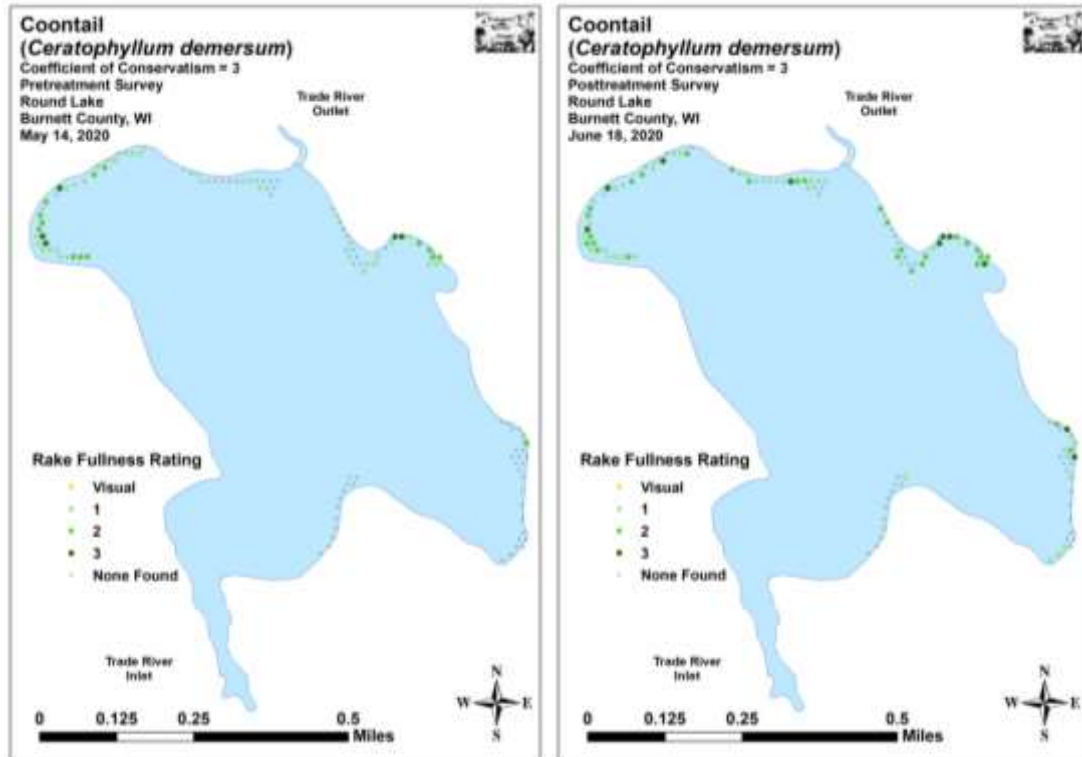 Coontail
(Ceratophyllum demersum)
Coefficient of Conservatism = 3
Pretreatment Survey
Round Lake
Burnett County, WI
May 14, 2020
Trade River
Outlet
Rake Fullness Rating
Visual
1
2
3
None Found
Trade River
Inlet
N
W E
S
0 0.125 0.25 0.5
Miles
Coontail
(Ceratophyllum demersum)
Coefficient of Conservatism = 3
Posttreatment Survey
Round Lake
Burnett County, WI
June 18, 2020
Trade River
Outlet
Rake Fullness Rating
Visual
1
2
3
None Found
Trade River
Inlet
N
W E
S
0 0.125 0.25 0.5
Miles